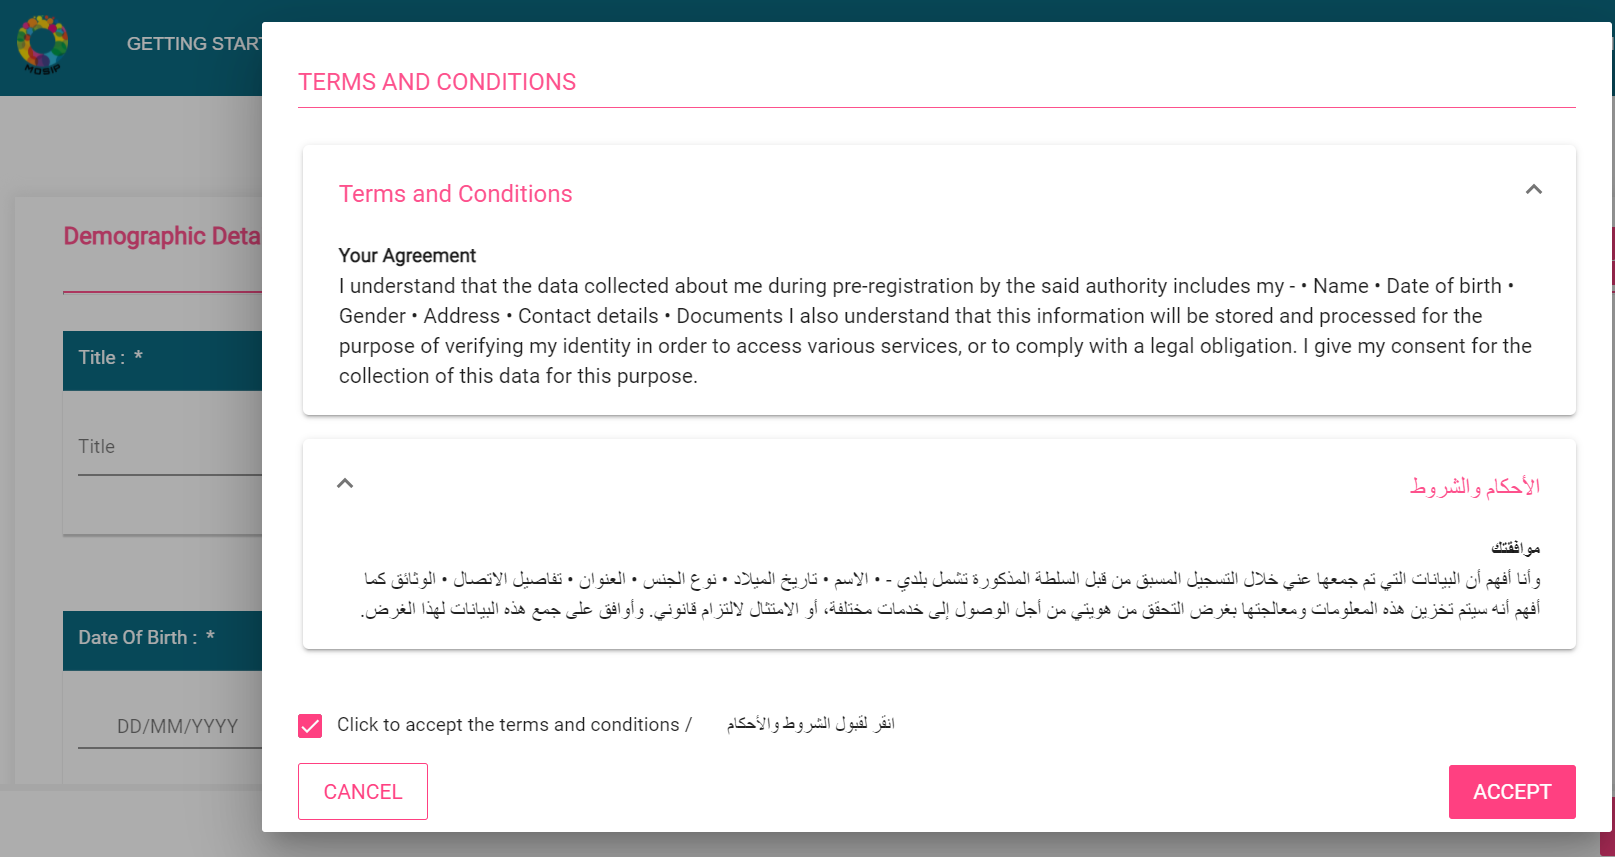 MOSIP
GETTING START
TERMS AND CONDITIONS
Terms and Conditions
Your Agreement
I understand that the data collected about me during pre-registration by the said authority includes my - • Name • Date of birth •
Gender • Address • Contact details • Documents I also understand that this information will be stored and processed for the
purpose of verifying my identity in order to access various services, or to comply with a legal obligation. I give my consent for the
collection of this data for this purpose.
الأحكام والشروط
موافقتك
وأنا أفهم أن البيانات التي تم جمعها عني خلال التسجيل المسبق من قبل السلطة المذكورة تشمل بلدي - • الاسم • تاريخ الميلاد • نوع الجنس • العنوان • تفاصيل الاتصال • الوثائق كما
أفهم أنه سيتم تخزين هذه المعلومات ومعالجتها بغرض التحقق من هويتي من أجل الوصول إلى خدمات مختلفة، أو الامتثال لالتزام قانوني. وأوافق على جمع هذه البيانات لهذا الغرض.
Click to accept the terms and conditions / انقر لقبول الشروط والأحكام
CANCEL
ACCEPT
Demographic Deta
Title : *
Title
Date Of Birth : *
DD/MM/YYYY